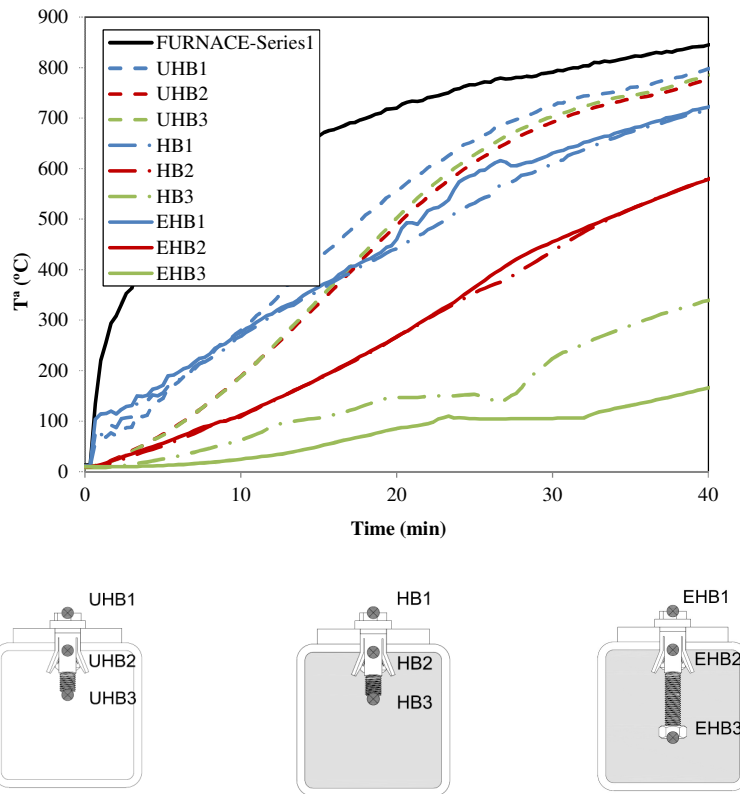 900
800
700
600
500
400
300
200
100
0
Tª (ºC)
FURNACE-Series1
UHB1
UHB2
UHB3
HB1
HB2
HB3
EHB1
EHB2
EHB3
0 10 20 30 40
Time (min)
UHB1 HB1 EHB1
UHB2 HB2 EHB2
UHB3 HB3 EHB3